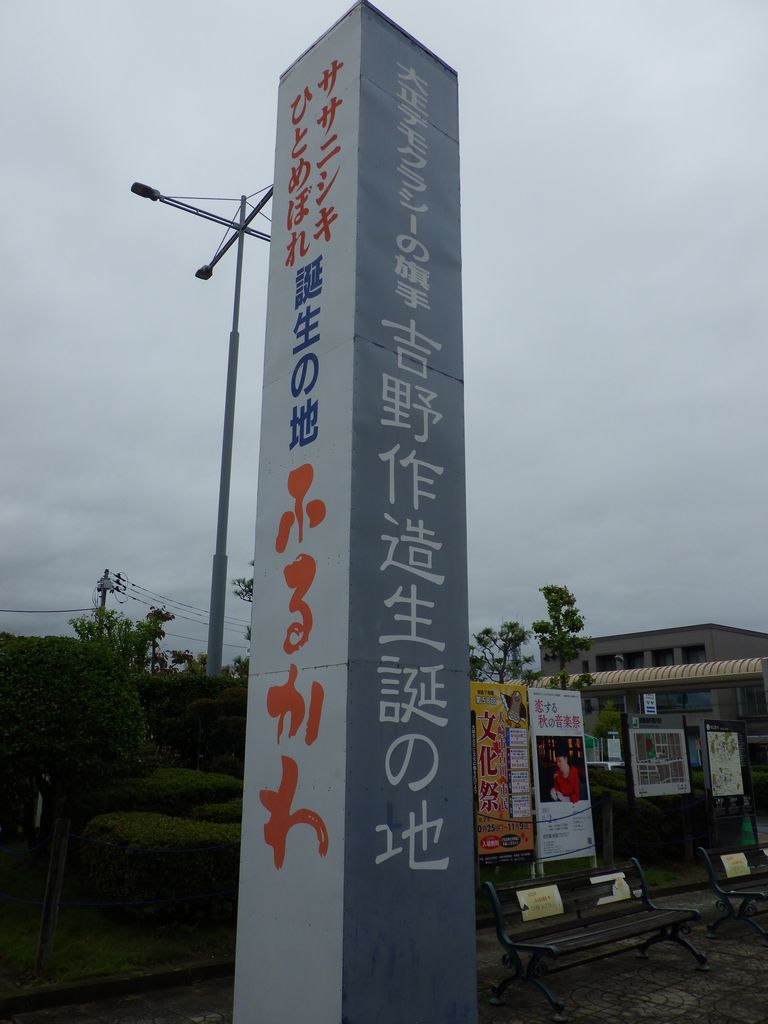 ササニシキ
ひとめぼれ
誕生の地
ふるかわ
大正デモクラシーの旗手
吉野作造生誕の地
文化祭
恋する
秋の音楽祭